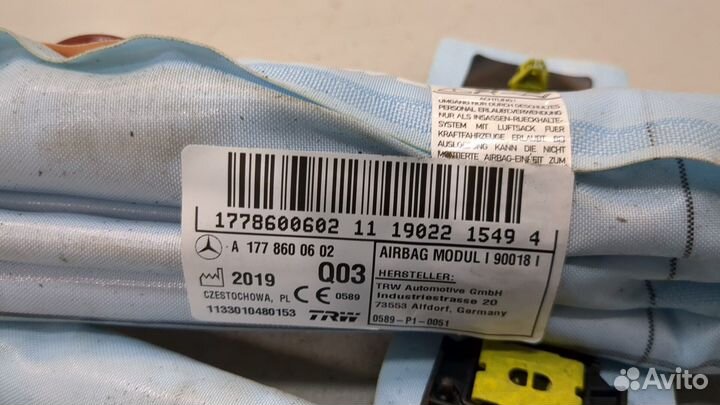 ACHTUNG!
UMGANG NUR DURCH GESCHULTES
PERSONAL ERLAUBT.VERWENDUNG
NUR ALS INSASSEN-RUECKHALTE-
SYSTEM MIT LUFTSACK FUER
KRAFTFAHRZEUGE ERLAUBT BEI
AUSLOESUNG KANN DIE NICHT
MONTIERTE AIRBAG-EINHEIT ZUM
1778600602 11 19022 1549 4
A 177 860 06 02
2019 Q03
CZESTOCHOWA, PL CE 0589
1133010480153 TRW
AIRBAG MODUL | 90018 |
HERSTELLER:
TRW Automotive GmbH
Industriestrasse 20
73553 Alfdorf, Germany
0589-P1-0051
Avito